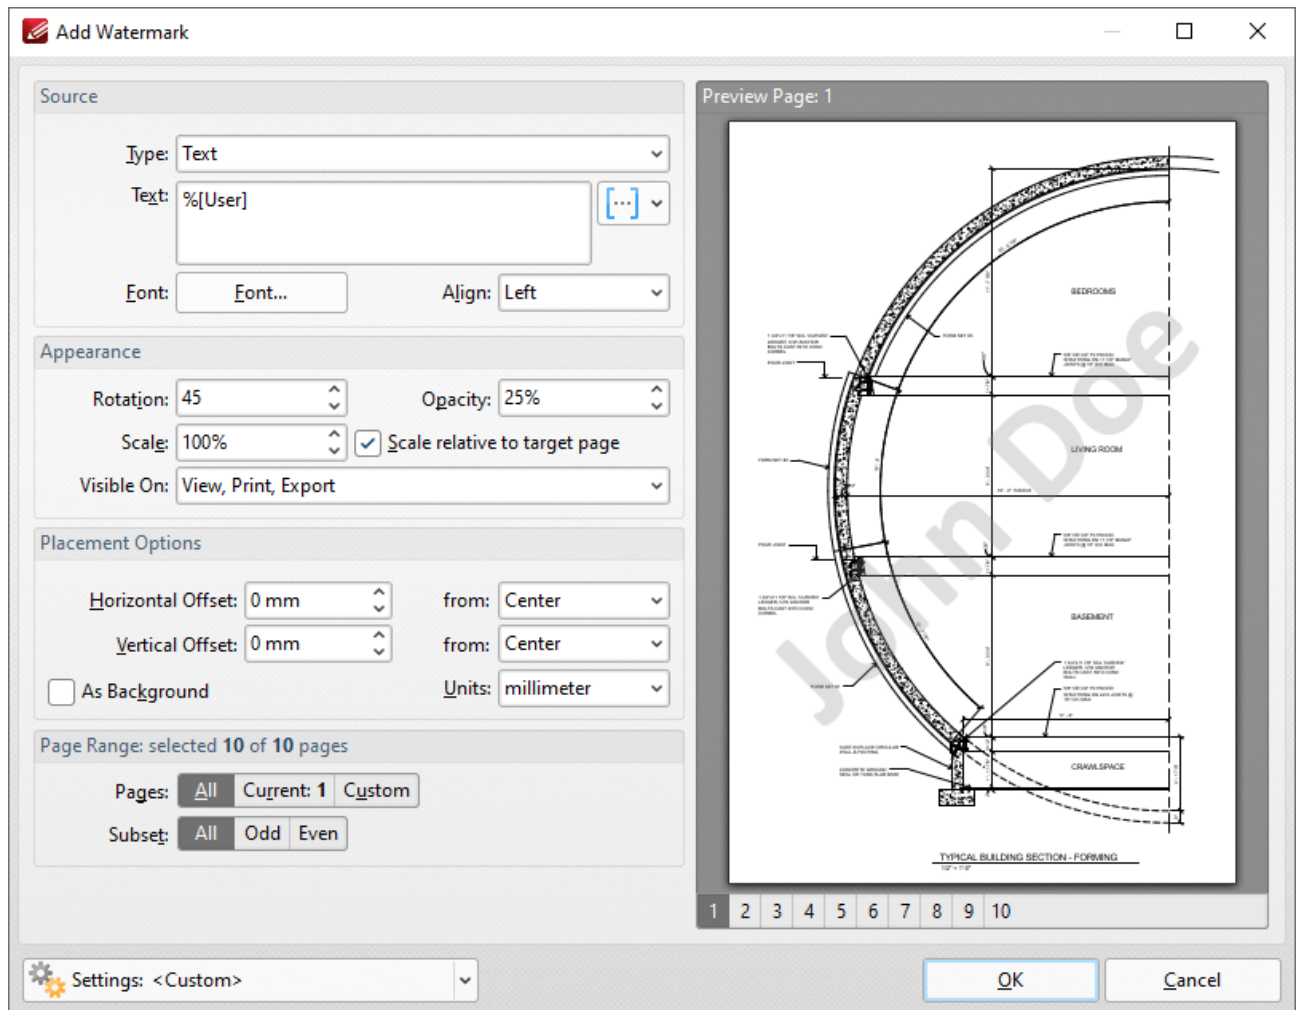 Add Watermark
Source
Type: Text
Text: %[User]
Font: Font... Align: Left
Appearance
Rotation: 45 Opacity: 25%
Scale: 100% Scale relative to target page
Visible On: View, Print, Export
Placement Options
Horizontal Offset: 0 mm from: Center
Vertical Offset: 0 mm from: Center
As Background Units: millimeter
Page Range: selected 10 of 10 pages
Pages: All Current: 1 Custom
Subset: All Odd Even
Preview Page: 1
BEDROOMS
LIVING ROOM
BASEMENT
CRAWLSPACE
John Doe
TYPICAL BUILDING SECTION - FORMING
1 2 3 4 5 6 7 8 9 10
Settings: <Custom> OK Cancel